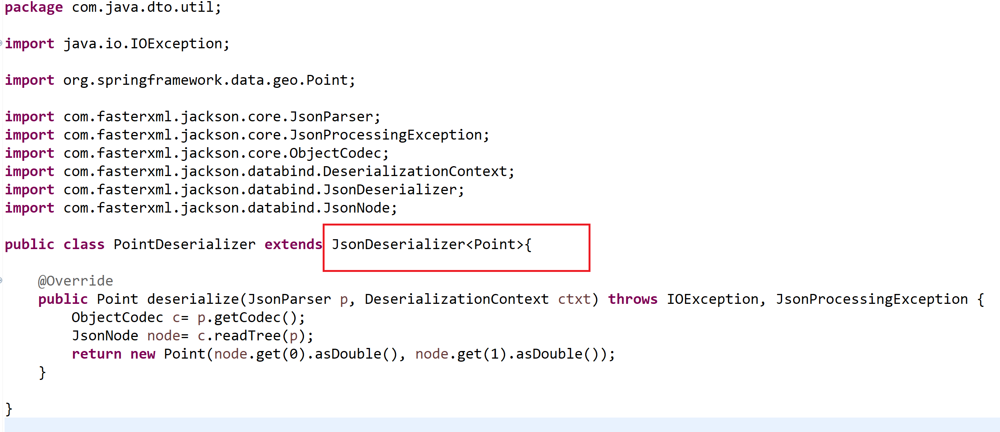 package com.java.dto.util;
import java.io.IOException;
import org.springframework.data.geo.Point;
import com.fasterxml.jackson.core.JsonParser;
import com.fasterxml.jackson.core.JsonProcessingException;
import com.fasterxml.jackson.core.ObjectCodec;
import com.fasterxml.jackson.databind.DeserializationContext;
import com.fasterxml.jackson.databind.JsonDeserializer;
import com.fasterxml.jackson.databind.JsonNode;
public class PointDeserializer extends JsonDeserializer<Point>{
@Override
public Point deserialize(JsonParser p, DeserializationContext ctxt) throws IOException, JsonProcessingException {
ObjectCodec c= p.getCodec();
JsonNode node= c.readTree(p);
return new Point(node.get(0).asDouble(), node.get(1).asDouble());
}
}